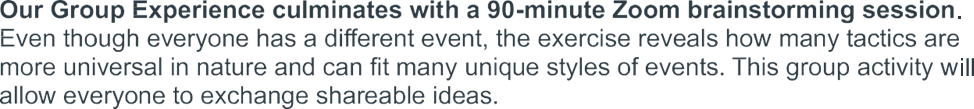 Our Group Experience culminates with a 90-minute Zoom brainstorming session.
Even though everyone has a different event, the exercise reveals how many tactics are
more universal in nature and can fit many unique styles of events. This group activity will
allow everyone to exchange shareable ideas.